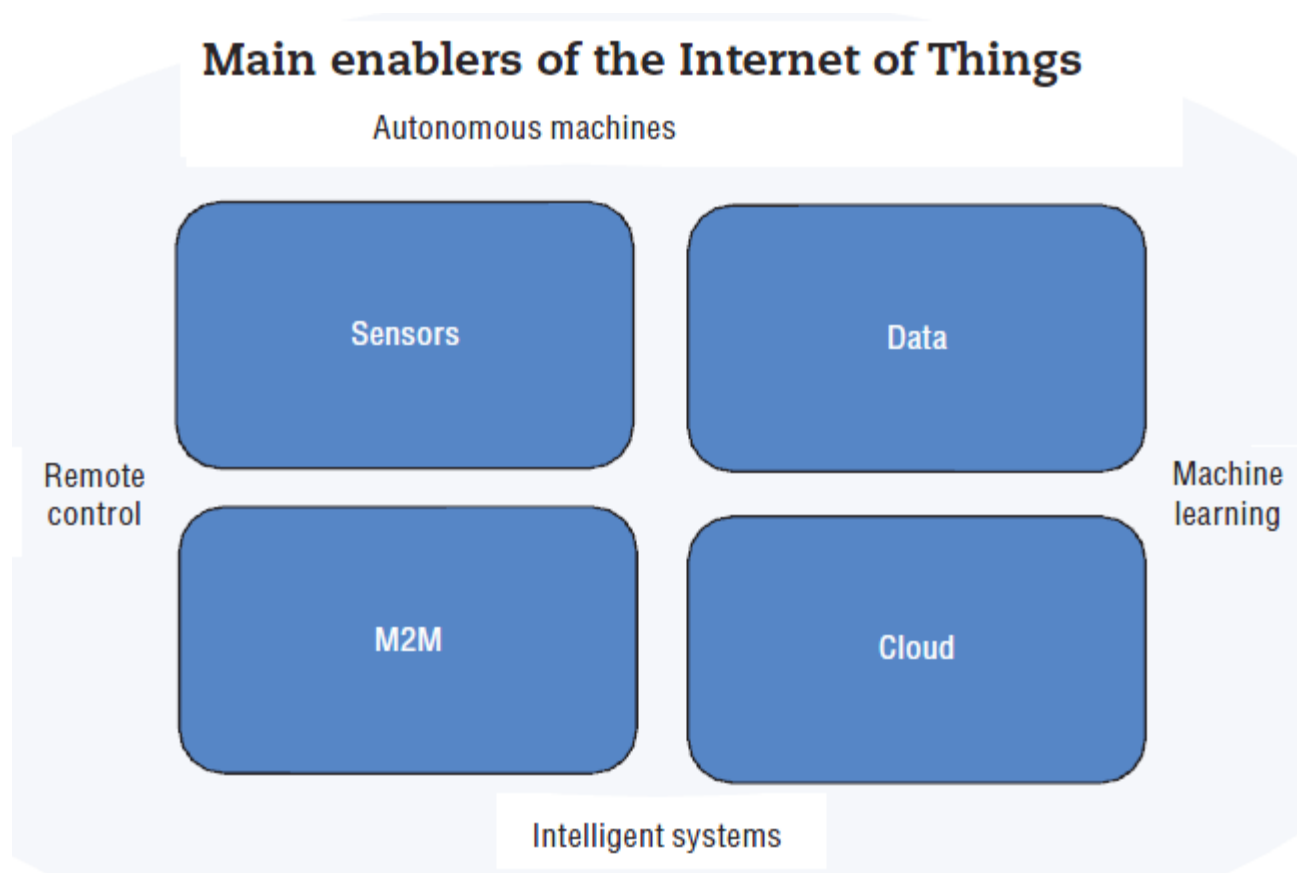 Main enablers of the Internet of Things
Autonomous machines
Sensors
Data
Remote
control
Machine
learning
M2M
Cloud
Intelligent systems